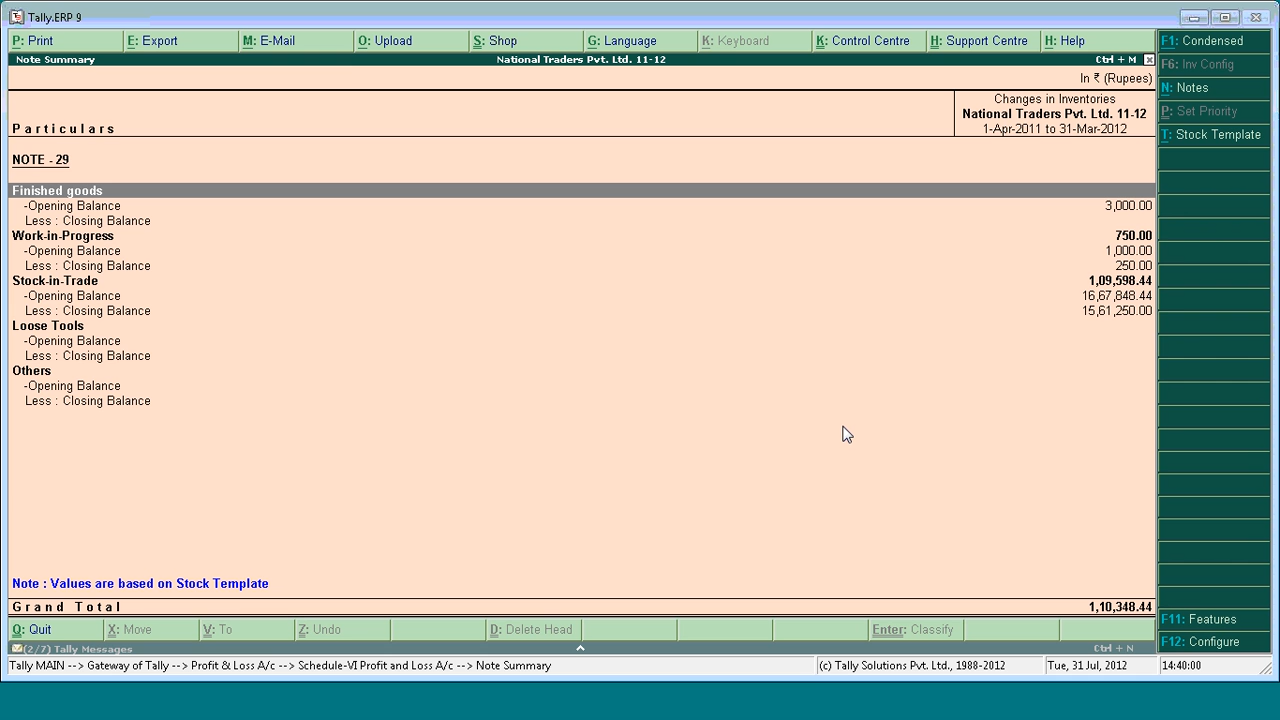 Tally.ERP 9
P: Print E: Export M: E-Mail O: Upload S: Shop G: Language K: Keyboard K: Control Centre H: Support Centre H: Help
Note Summary National Traders Pvt. Ltd. 11-12 Ctrl + M
In ₹ (Rupees)
Changes in Inventories
National Traders Pvt. Ltd. 11-12
Particulars 1-Apr-2011 to 31-Mar-2012
NOTE - 29
Finished goods
-Opening Balance 3,000.00
Less : Closing Balance
Work-in-Progress 750.00
-Opening Balance 1,000.00
Less : Closing Balance 250.00
Stock-in-Trade 1,09,598.44
-Opening Balance 16,67,848.44
Less : Closing Balance 15,61,250.00
Loose Tools
-Opening Balance
Less : Closing Balance
Others
-Opening Balance
Less : Closing Balance
Note : Values are based on Stock Template
Grand Total 1,10,348.44
Q: Quit X: Move V: To Z: Undo D: Delete Head Enter: Classify
(2/7) Tally Messages Ctrl + N
Tally MAIN --> Gateway of Tally --> Profit & Loss A/c --> Schedule-VI Profit and Loss A/c --> Note Summary (c) Tally Solutions Pvt. Ltd., 1988-2012 Tue, 31 Jul, 2012 14:40:00
F1: Condensed
F6: Inv Config
N: Notes
P: Set Priority
T: Stock Template
F11: Features
F12: Configure